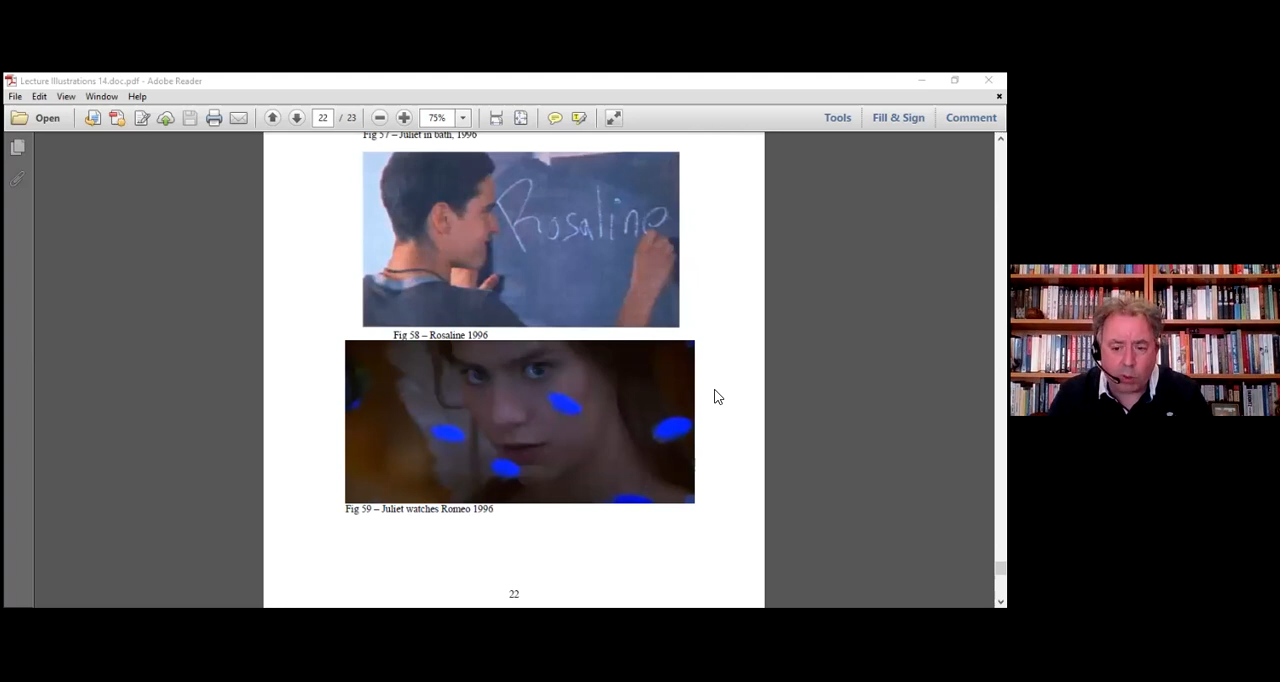 Lecture Illustrations 14.doc.pdf - Adobe Reader
File Edit View Window Help
Open 22 / 23 75% Tools Fill & Sign Comment
Fig 57 – Juliet in bath, 1996
Rosaline
Fig 58 – Rosaline 1996
Fig 59 – Juliet watches Romeo 1996
22